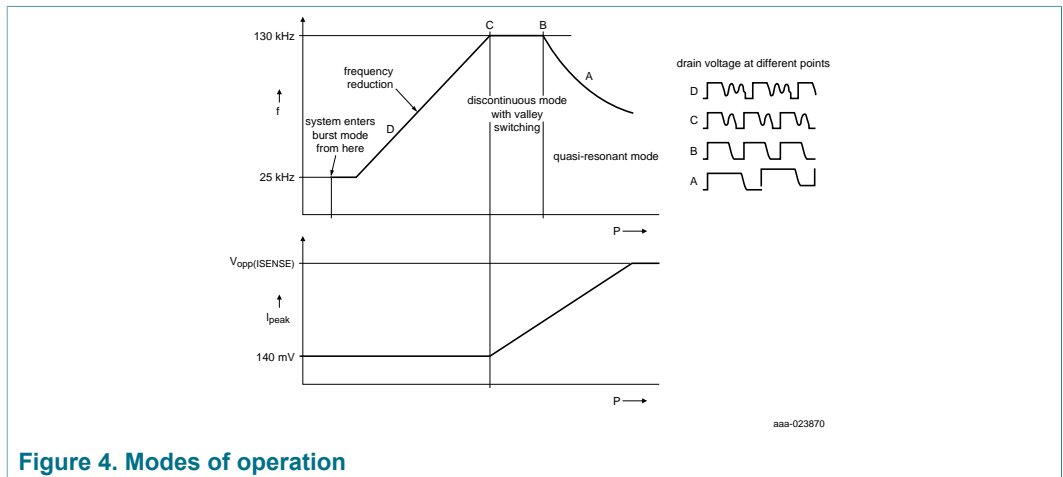 C B
130 kHz
frequency
reduction
A
f
discontinuous mode
with valley
switching
system enters
burst mode
from here
D
quasi-resonant mode
25 kHz
P
drain voltage at different points
D
C
B
A
Vopp(ISENSE)
Ipeak
140 mV
P
aaa-023870
Figure 4. Modes of operation